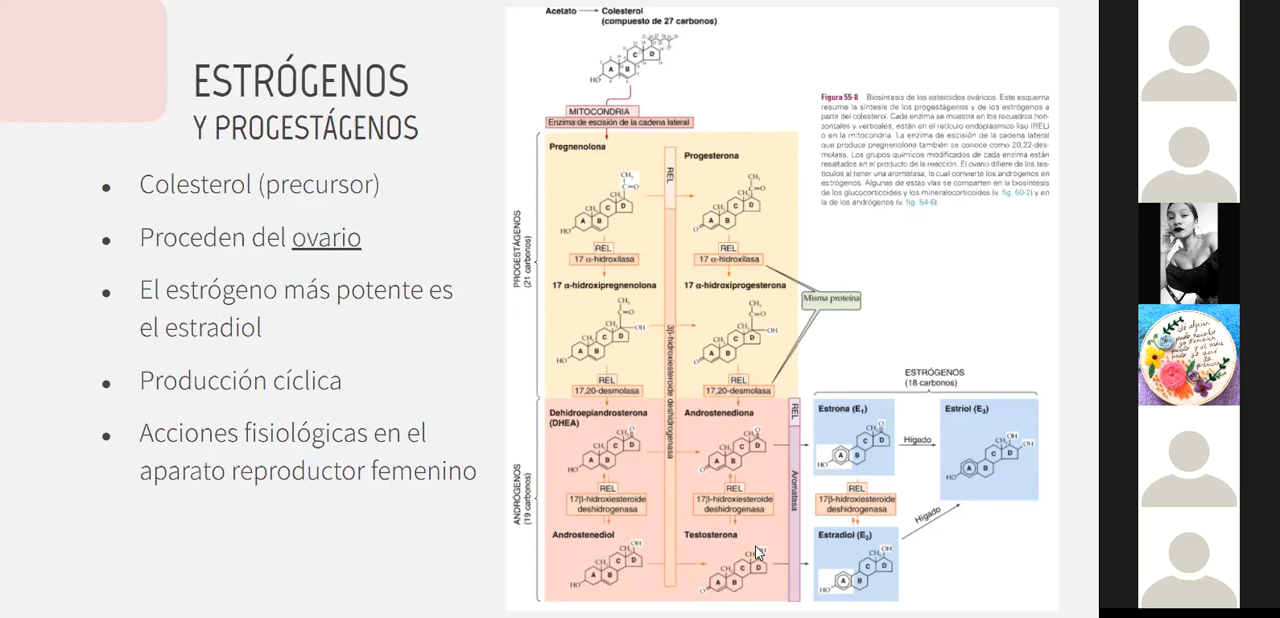 ESTRÓGENOS
Y PROGESTÁGENOS
• Colesterol (precursor)
• Proceden del ovario
• El estrógeno más potente es
el estradiol
• Producción cíclica
• Acciones fisiológicas en el
aparato reproductor femenino
Acetato → Colesterol
(compuesto de 27 carbonos)
MITOCONDRIA
Enzima de escisión de la cadena lateral
Figura 55-8 Biosíntesis de los esteroides ováricos. Este esquema
resume la síntesis de los progestágenos y de los estrógenos a
partir del colesterol. Cada enzima se muestra en los recuadros hori-
zontales y verticales, están en el retículo endoplásmico liso (REL)
o en la mitocondria. La enzima de escisión de la cadena lateral
que produce pregnenolona también se conoce como 20,22-des-
molasa. Los grupos químicos modificados de cada enzima están
resaltados en el producto de la reacción. El ovario difiere de los tes-
tículos al tener una aromatasa, la cual convierte los andrógenos en
estrógenos. Algunas de estas vías se comparten en la biosíntesis
de los glucocorticoides y los mineralocorticoides (v. fig. 50-2) y en
la de los andrógenos (v. fig. 54-6).
PROGESTÁGENOS
(21 carbonos)
Pregnenolona
Progesterona
REL
3β-hidroxiesteroide deshidrogenasa
REL
17 α-hidroxilasa
REL
17 α-hidroxilasa
17 α-hidroxipregnenolona
17 α-hidroxiprogesterona
Misma proteína
REL
17,20-desmolasa
REL
17,20-desmolasa
ANDRÓGENOS
(19 carbonos)
Dehidroepiandrosterona
(DHEA)
Androstenediona
REL
17β-hidroxiesteroide
deshidrogenasa
REL
17β-hidroxiesteroide
deshidrogenasa
Androstenediol
Testosterona
REL
Aromatasa
ESTRÓGENOS
(18 carbonos)
Estrona (E₁)
Hígado
Estriol (E₃)
REL
17β-hidroxiesteroide
deshidrogenasa
Estradiol (E₂)
Hígado